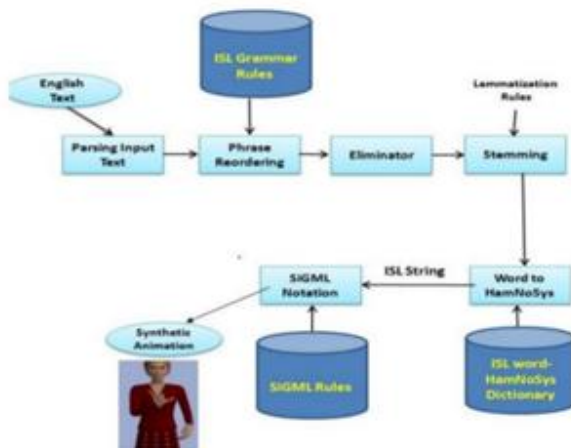 ISL Grammar
Rules
English
Text
Lemmatization
Rules
Parsing Input
Text
Phrase
Reordering
Eliminator
Stemming
ISL String
SiGML
Notation
Word to
HamNoSys
Synthetic
Animation
SiGML Rules
ISL word-
HamNoSys
Dictionary